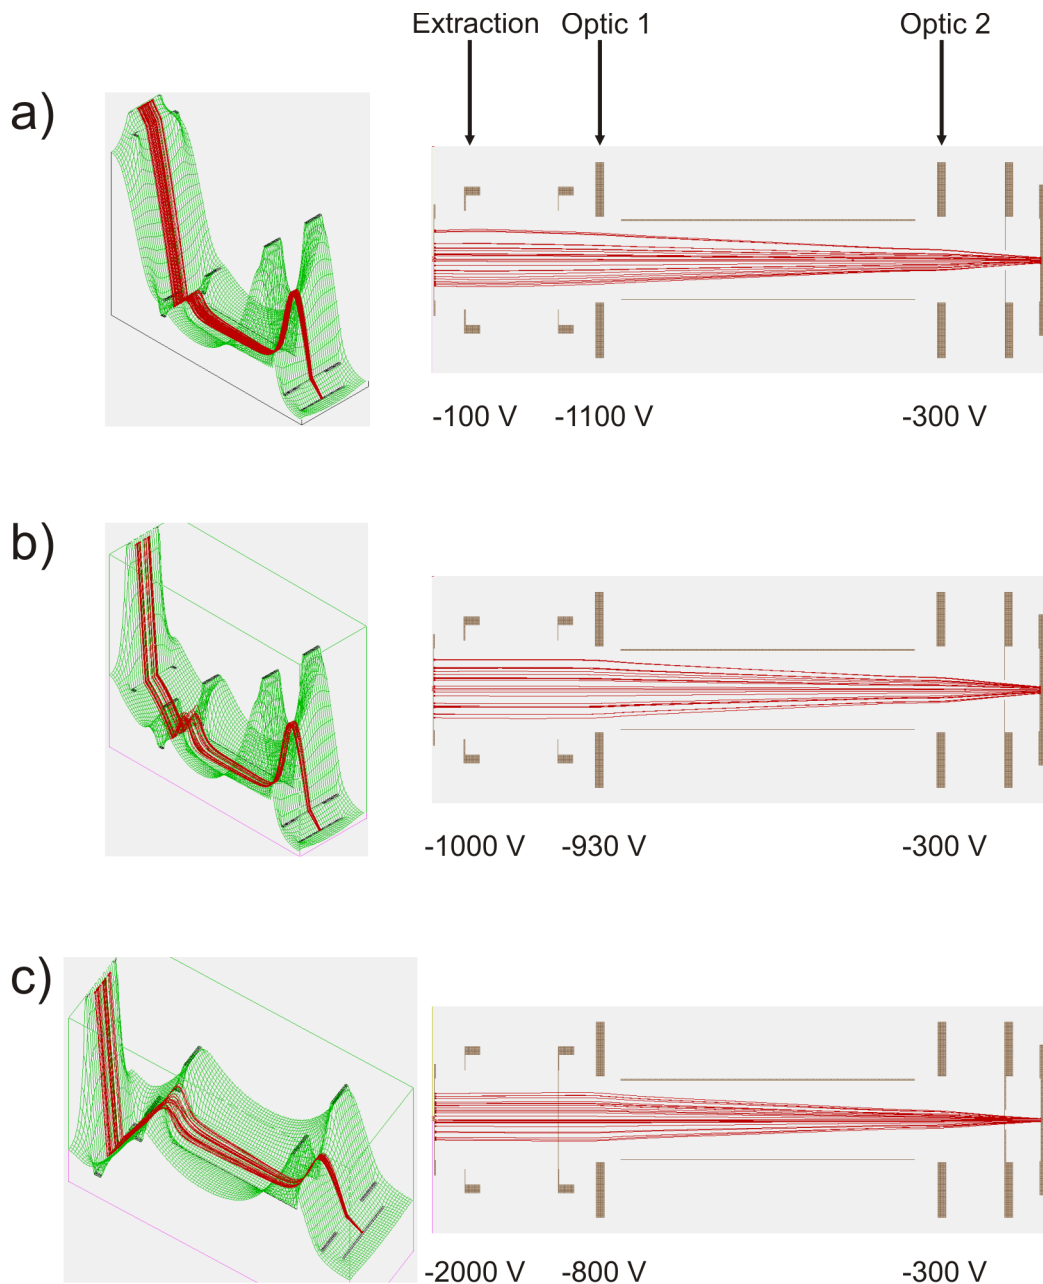 Extraction Optic 1 Optic 2
a)
-100 V -1100 V -300 V
b)
-1000 V -930 V -300 V
c)
-2000 V -800 V -300 V